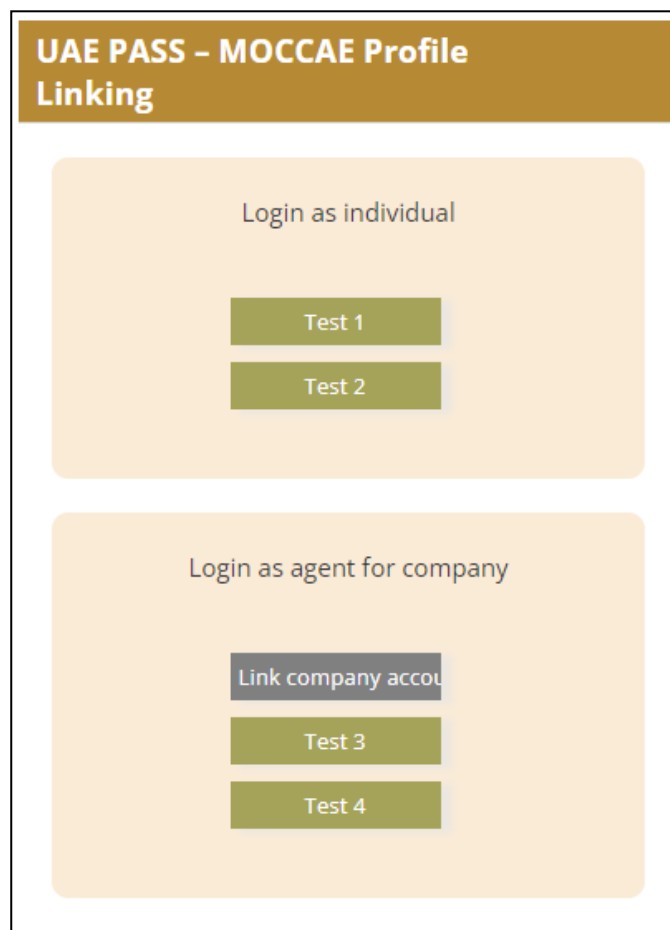 UAE PASS – MOCCAE Profile
Linking
Login as individual
Test 1
Test 2
Login as agent for company
Link company accou
Test 3
Test 4